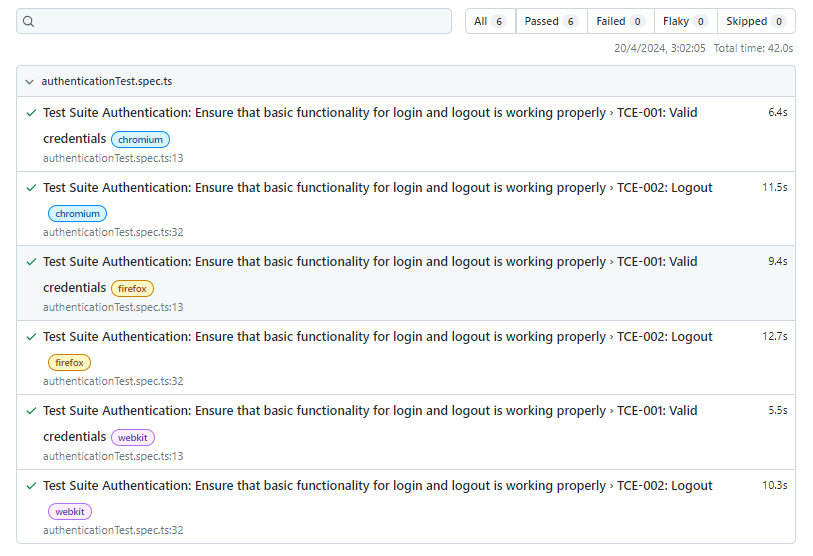 All 6 Passed 6 Failed 0 Flaky 0 Skipped 0
20/4/2024, 3:02:05 Total time: 42.0s
authenticationTest.spec.ts
Test Suite Authentication: Ensure that basic functionality for login and logout is working properly › TCE-001: Valid 6.4s
credentials chromium
authenticationTest.spec.ts:13
Test Suite Authentication: Ensure that basic functionality for login and logout is working properly › TCE-002: Logout 11.5s
chromium
authenticationTest.spec.ts:32
Test Suite Authentication: Ensure that basic functionality for login and logout is working properly › TCE-001: Valid 9.4s
credentials firefox
authenticationTest.spec.ts:13
Test Suite Authentication: Ensure that basic functionality for login and logout is working properly › TCE-002: Logout 12.7s
firefox
authenticationTest.spec.ts:32
Test Suite Authentication: Ensure that basic functionality for login and logout is working properly › TCE-001: Valid 5.5s
credentials webkit
authenticationTest.spec.ts:13
Test Suite Authentication: Ensure that basic functionality for login and logout is working properly › TCE-002: Logout 10.3s
webkit
authenticationTest.spec.ts:32